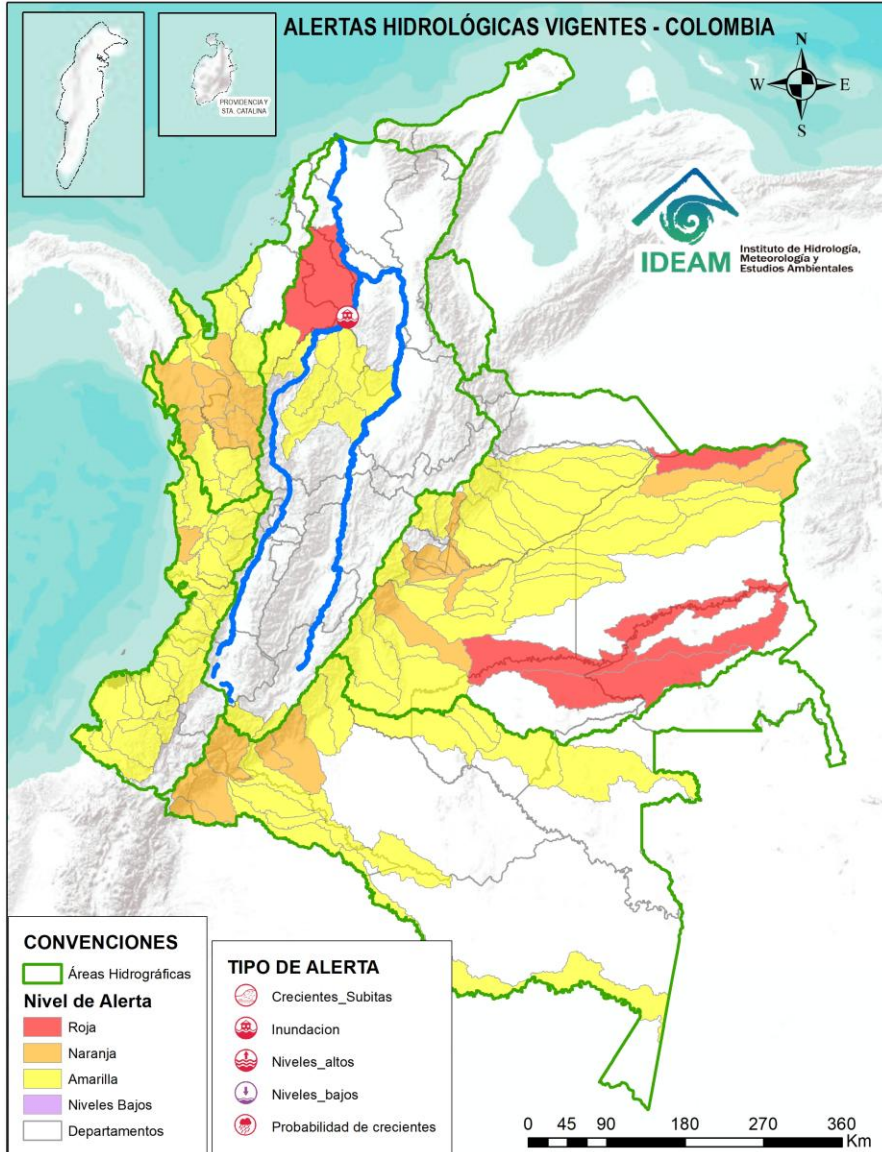 ALERTAS HIDROLÓGICAS VIGENTES - COLOMBIA
PROVIDENCIA Y
STA. CATALINA
N
W
E
S
IDEAM
Instituto de Hidrología,
Meteorología y
Estudios Ambientales
CONVENCIONES
Áreas Hidrográficas
Nivel de Alerta
Roja
Naranja
Amarilla
Niveles Bajos
Departamentos
TIPO DE ALERTA
Crecientes_Subitas
Inundacion
Niveles_altos
Niveles_bajos
Probabilidad de crecientes
0 45 90 180 270 360
Km